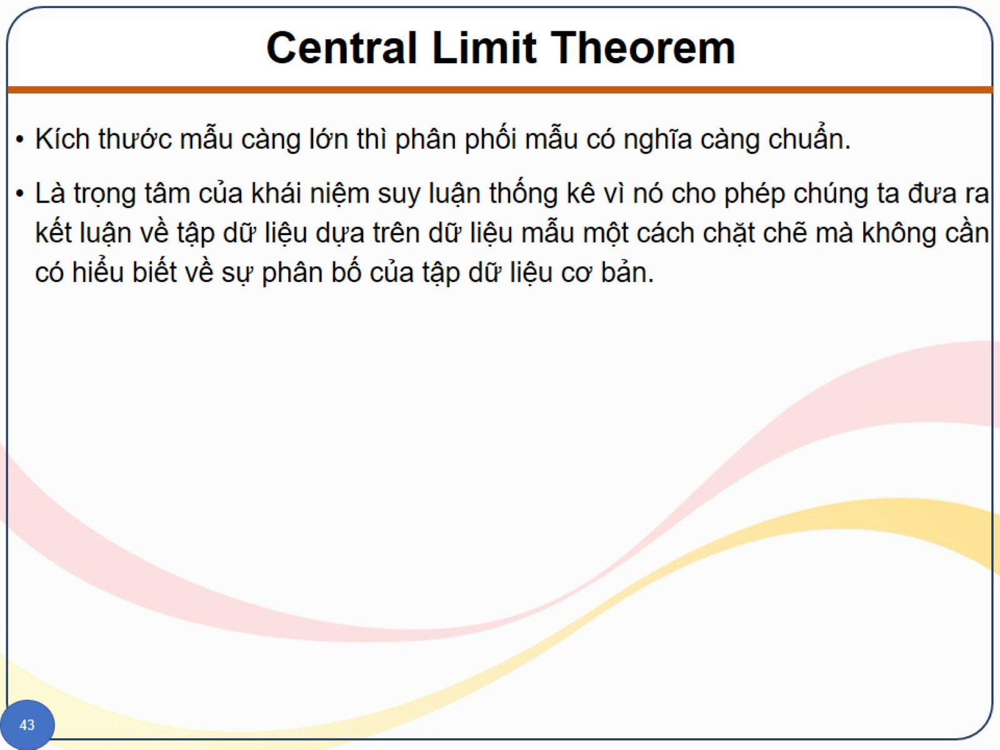 Central Limit Theorem
• Kích thước mẫu càng lớn thì phân phối mẫu có nghĩa càng chuẩn.
• Là trọng tâm của khái niệm suy luận thống kê vì nó cho phép chúng ta đưa ra
kết luận về tập dữ liệu dựa trên dữ liệu mẫu một cách chặt chẽ mà không cần
có hiểu biết về sự phân bố của tập dữ liệu cơ bản.
43